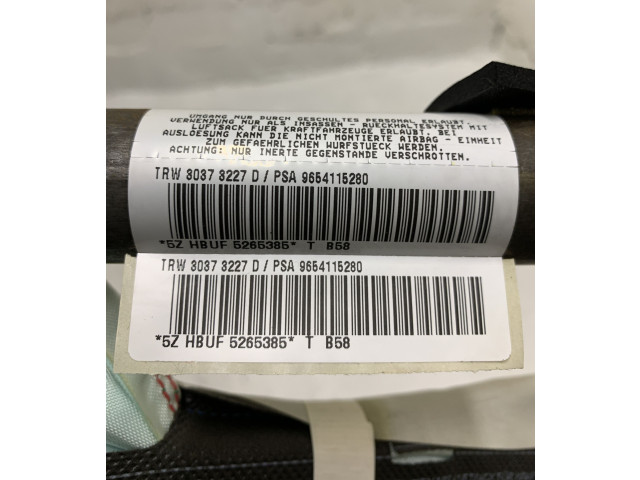 UMGANG NUR DURCH GESCHULTES PERSONAL ERLAUBT.
VERWENDUNG NUR ALS INSASSEN - RUECKHALTESYSTEM MIT
LUFTSACK FUER KRAFTFAHRZEUGE ERLAUBT. BEI
AUSLOESUNG KANN DIE NICHT MONTIERTE AIRBAG - EINHEIT
ZUM GEFAEHRLICHEN WURFSTUECK WERDEN.
ACHTUNG: NUR INERTE GEGENSTANDE VERSCHROTTEN.
TRW 3037 3227 D / PSA 9654115280
*5Z HBUF 5265385* T B58
TRW 3037 3227 D / PSA 9654115280
*5Z HBUF 5265385* T B58